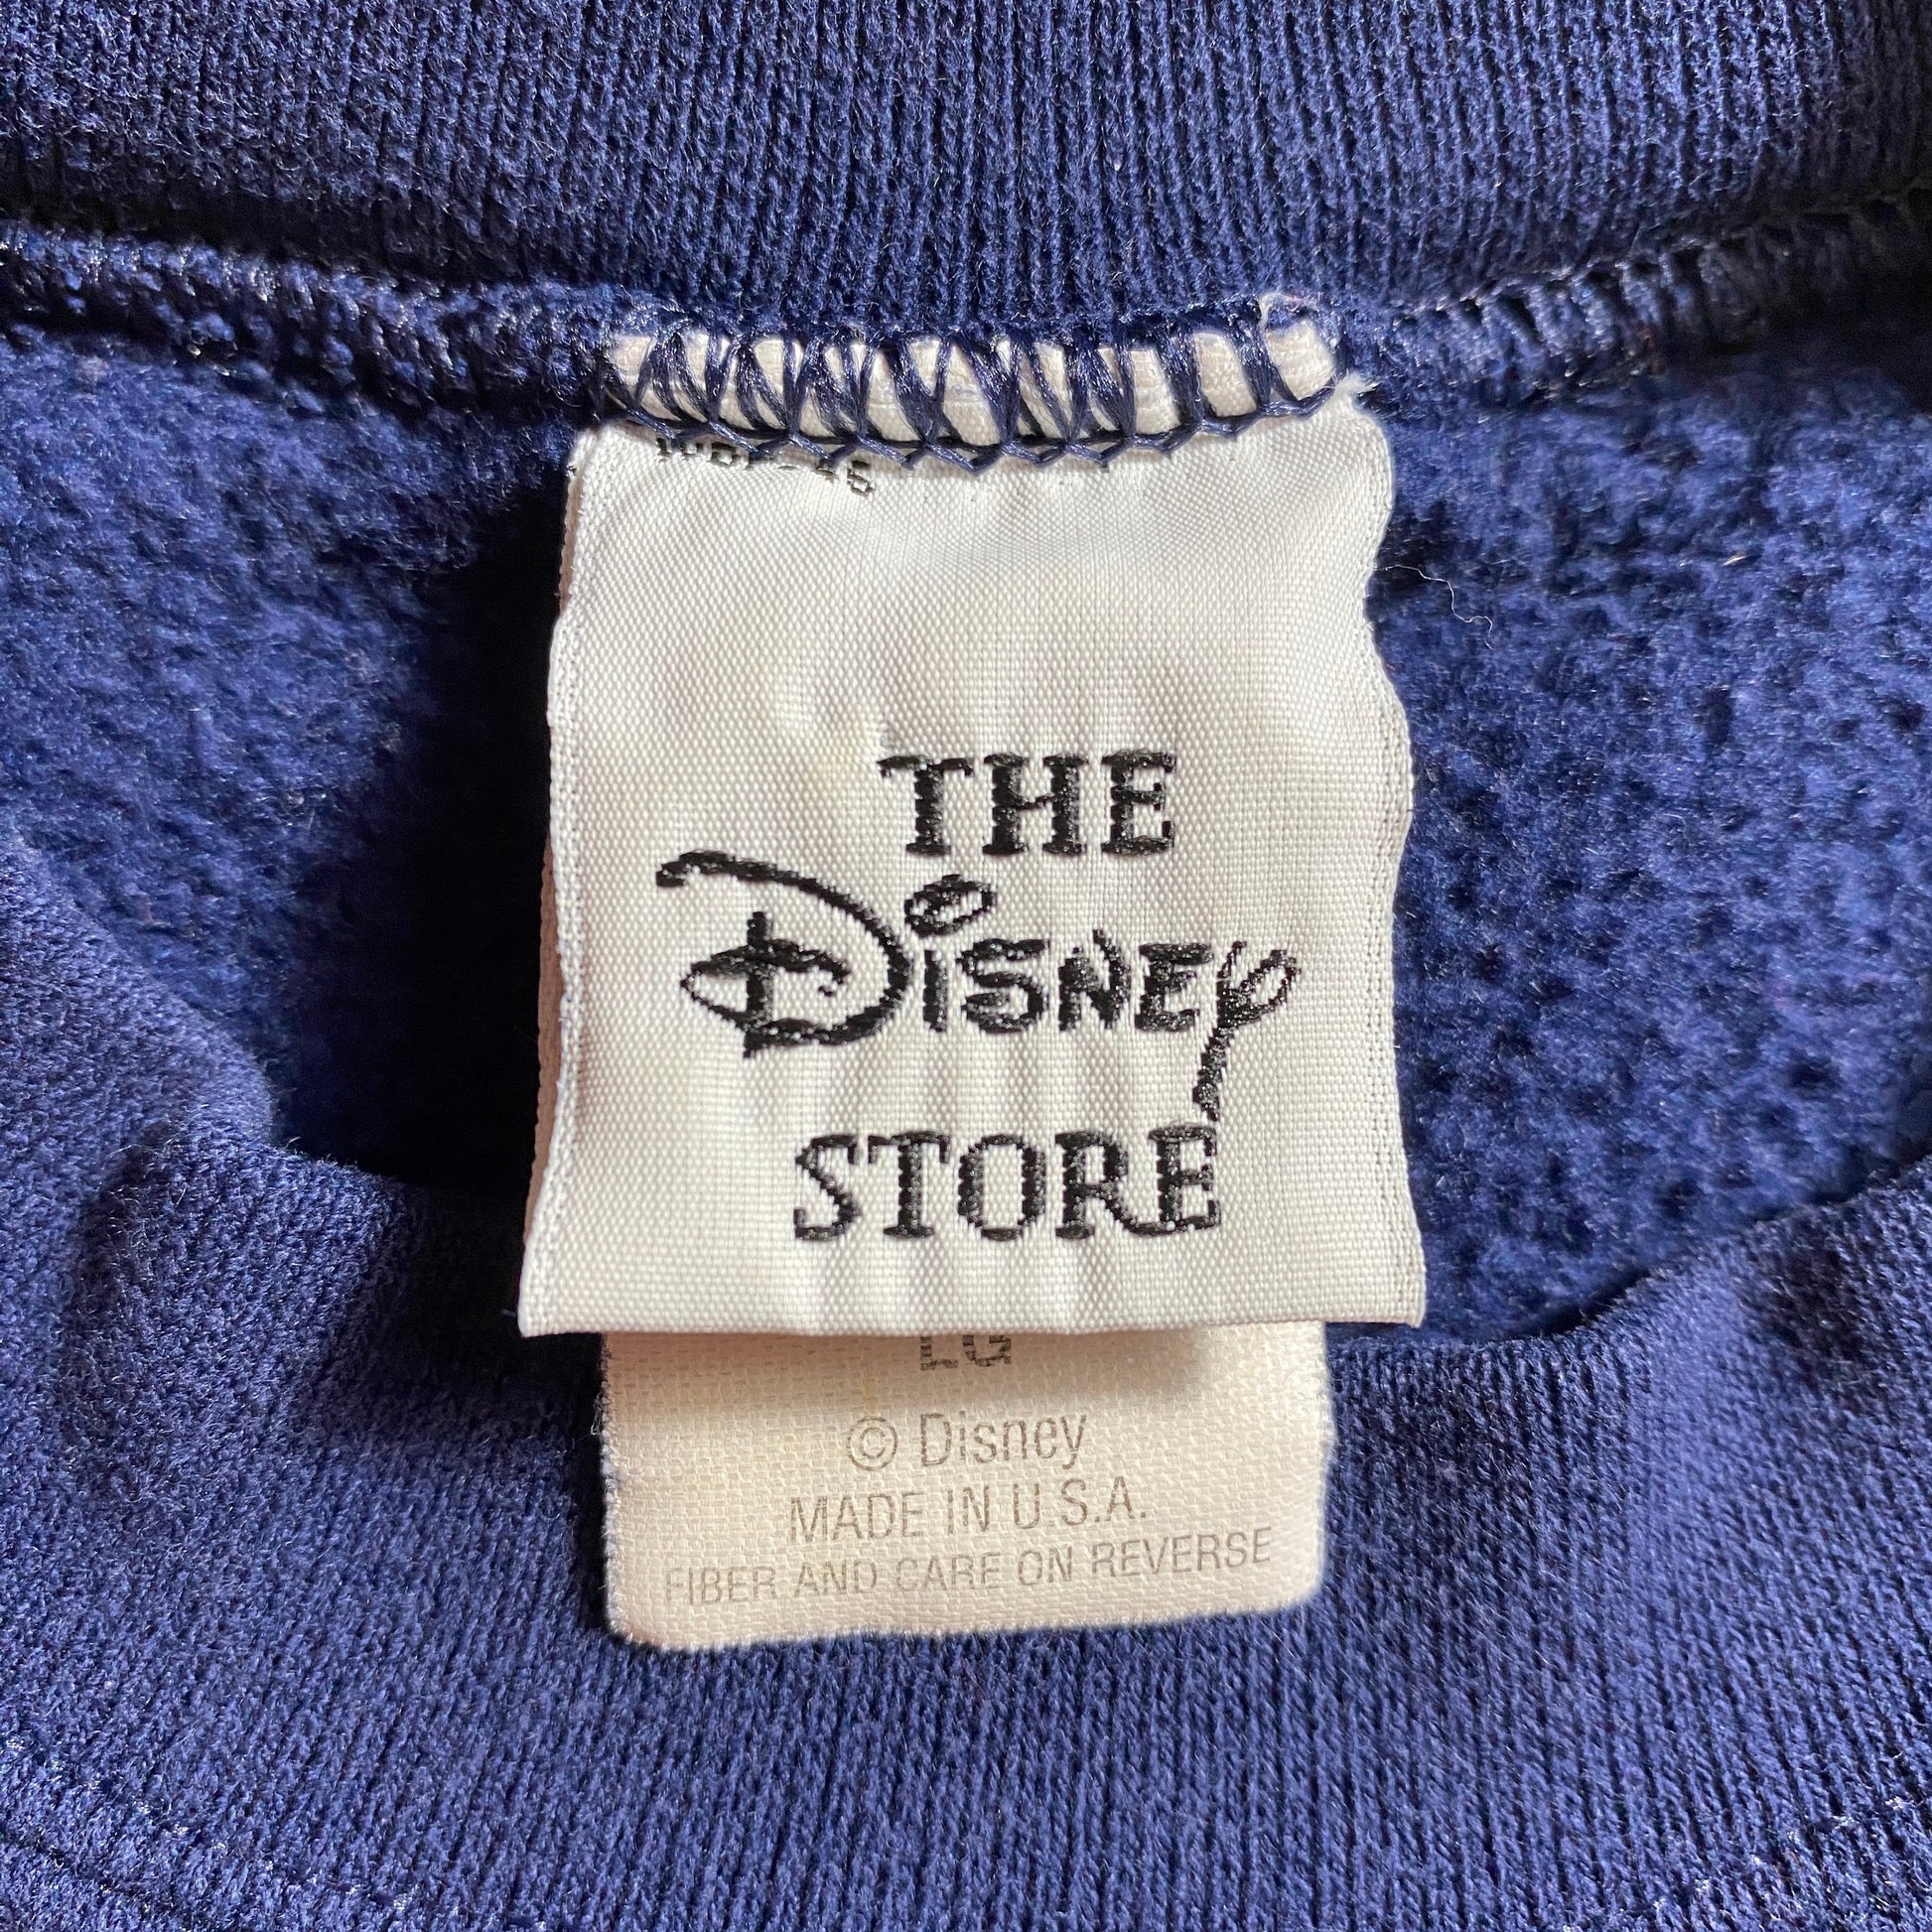 THE
Disney
STORE
LG
© Disney
MADE IN U.S.A.
FIBER AND CARE ON REVERSE